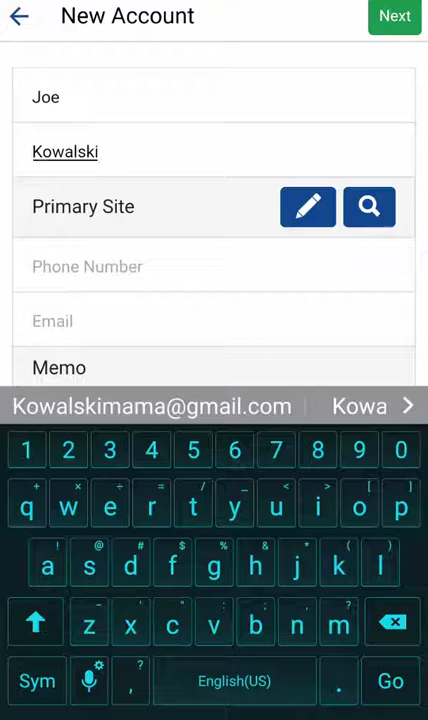 New Account Next
Joe
Kowalski
Primary Site
Phone Number
Email
Memo
Kowalskimama@gmail.com Kowa
1 2 3 4 5 6 7 8 9 0
+ × ÷ = / _ < > [ ]
q w e r t y u i o p
! @ # $ % & * ( )
a s d f g h j k l
- ' " : ; , ?
z x c v b n m
Sym , ? English(US) . Go